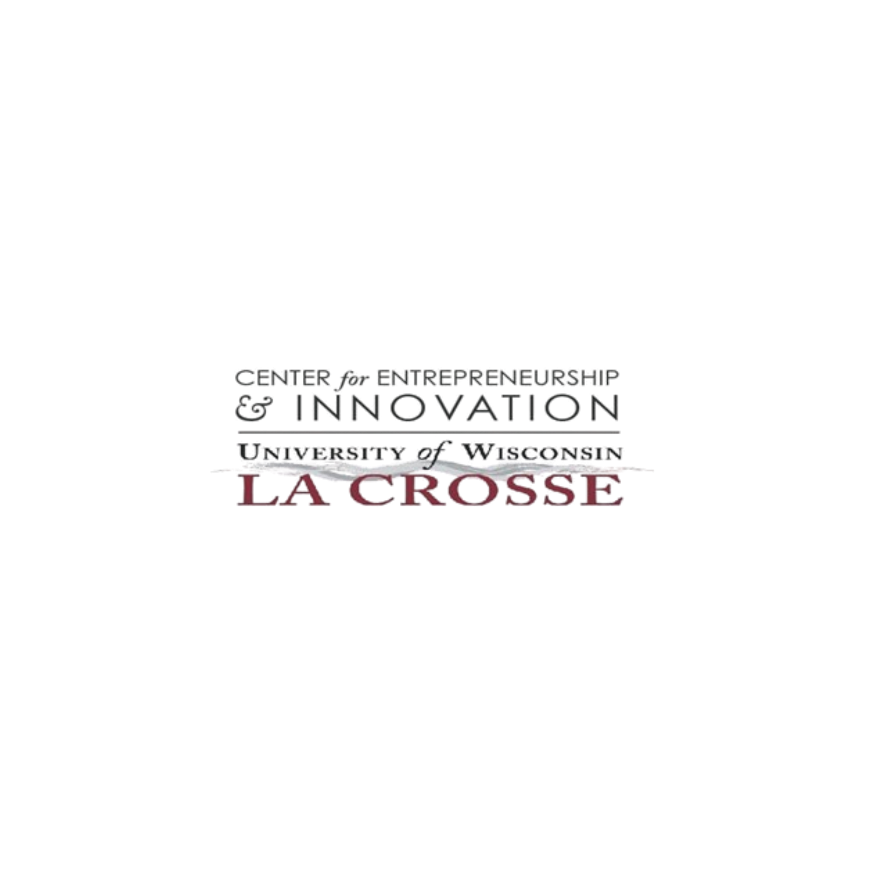 CENTER for ENTREPRENEURSHIP
& INNOVATION
UNIVERSITY of WISCONSIN
LA CROSSE